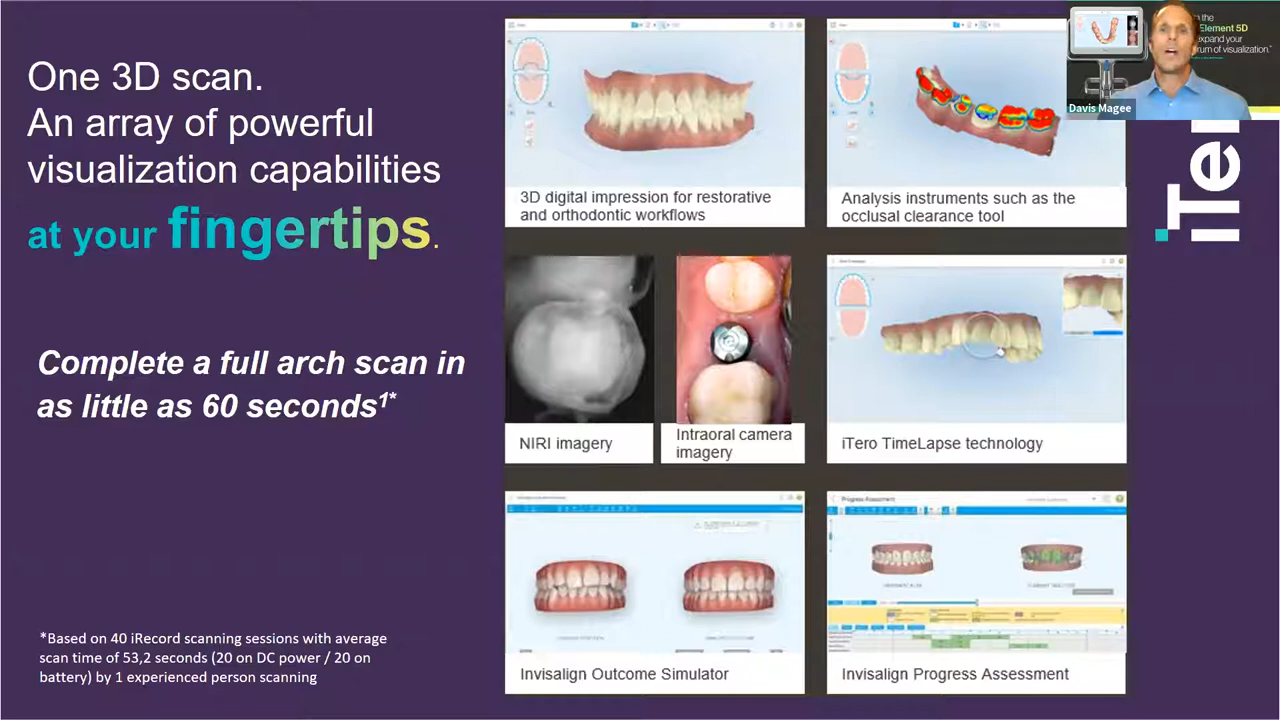 One 3D scan.
An array of powerful
visualization capabilities
at your fingertips.
Complete a full arch scan in
as little as 60 seconds1*
*Based on 40 iRecord scanning sessions with average
scan time of 53,2 seconds (20 on DC power / 20 on
battery) by 1 experienced person scanning
3D digital impression for restorative
and orthodontic workflows
Analysis instruments such as the
occlusal clearance tool
NIRI imagery
Intraoral camera
imagery
iTero TimeLapse technology
Invisalign Outcome Simulator
Progress Assessment
Invisalign Progress Assessment
the
Element 5D
expand your
rum of visualization."
Davis Magee
iTer